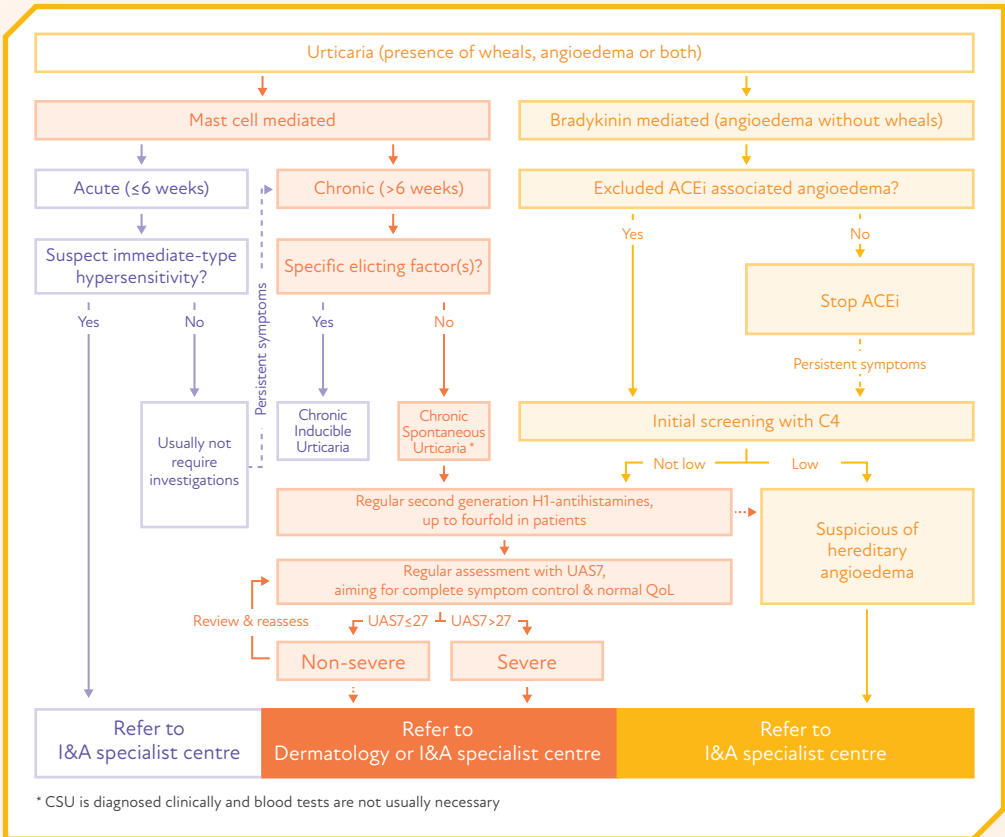 Urticaria (presence of wheals, angioedema or both)
Mast cell mediated
Bradykinin mediated (angioedema without wheals)
Acute (≤6 weeks)
Chronic (>6 weeks)
Excluded ACEi associated angioedema?
Yes
No
Suspect immediate-type
hypersensitivity?
Specific elicting factor(s)?
Stop ACEi
Yes
No
Persistent symptoms
Yes
No
Persistent symptoms
Usually not
require
investigations
Chronic
Inducible
Urticaria
Chronic
Spontaneous
Urticaria *
Initial screening with C4
Not low
Low
Regular second generation H1-antihistamines,
up to fourfold in patients
Suspicious of
hereditary
angioedema
Regular assessment with UAS7,
aiming for complete symptom control & normal QoL
Review & reassess
UAS7≤27
UAS7>27
Non-severe
Severe
Refer to
I&A specialist centre
Refer to
Dermatology or I&A specialist centre
Refer to
I&A specialist centre
* CSU is diagnosed clinically and blood tests are not usually necessary